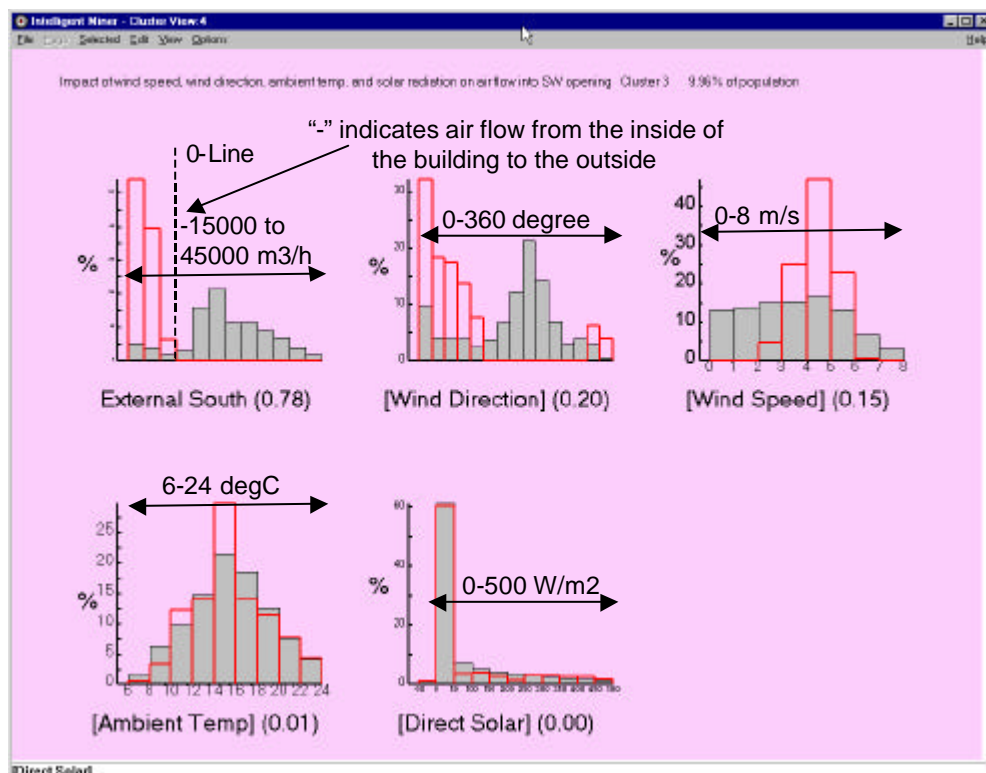 Intelligent Miner - Cluster View:4
File Selected Edit View Options Help
Impact of wind speed, wind direction, ambient temp, and solar radiation on air flow into SW opening Cluster 3 9.96% of population
“-” indicates air flow from the inside of
the building to the outside
0-Line
-15000 to
45000 m3/h
%
External South (0.78)
0-360 degree
30
20
10
0
%
[Wind Direction] (0.20)
0-8 m/s
40
30
20
10
0
%
0 1 2 3 4 5 6 7 8
[Wind Speed] (0.15)
6-24 degC
25
20
15
10
5
0
%
6 8 10 12 14 16 18 20 22 24
[Ambient Temp] (0.01)
0-500 W/m2
60
40
20
0
%
[Direct Solar] (0.00)
[Direct Solar]